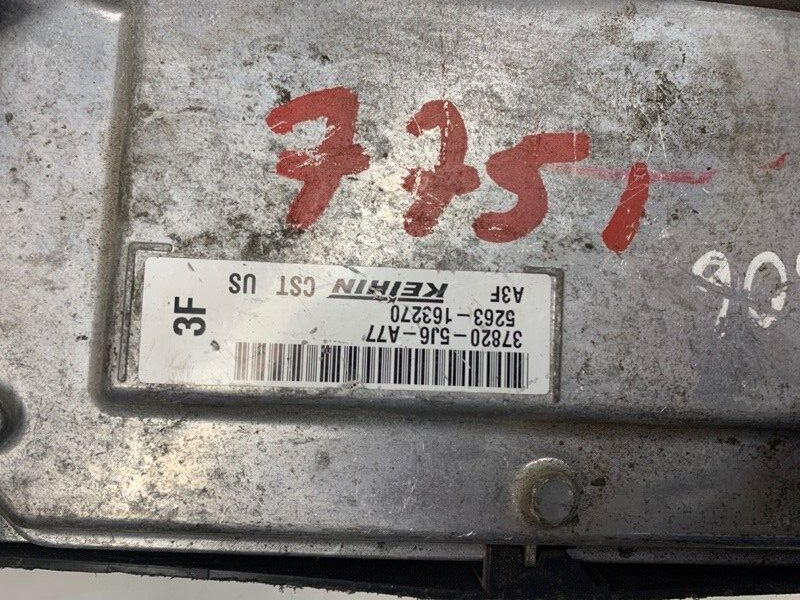 7751
37820-5J6-A77
5263-163270
A3F
KEIHIN CST US
3F